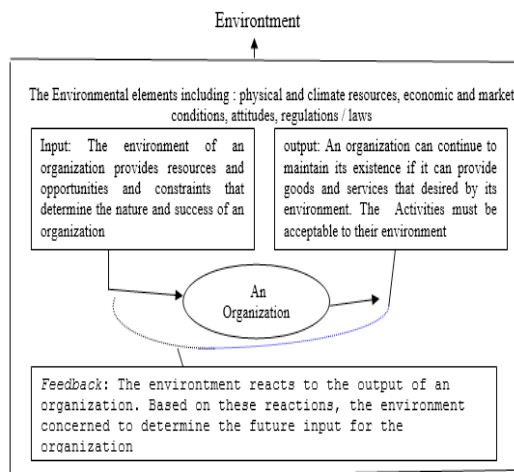 Environtment
The Environmental elements including : physical and climate resources, economic and market
conditions, attitudes, regulations / laws
Input: The environment of an
organization provides resources and
opportunities and constraints that
determine the nature and success of an
organization
output: An organization can continue to
maintain its existence if it can provide
goods and services that desired by its
environment. The Activities must be
acceptable to their environment
An
Organization
Feedback: The environtment reacts to the output of an
organization. Based on these reactions, the environment
concerned to determine the future input for the
organization